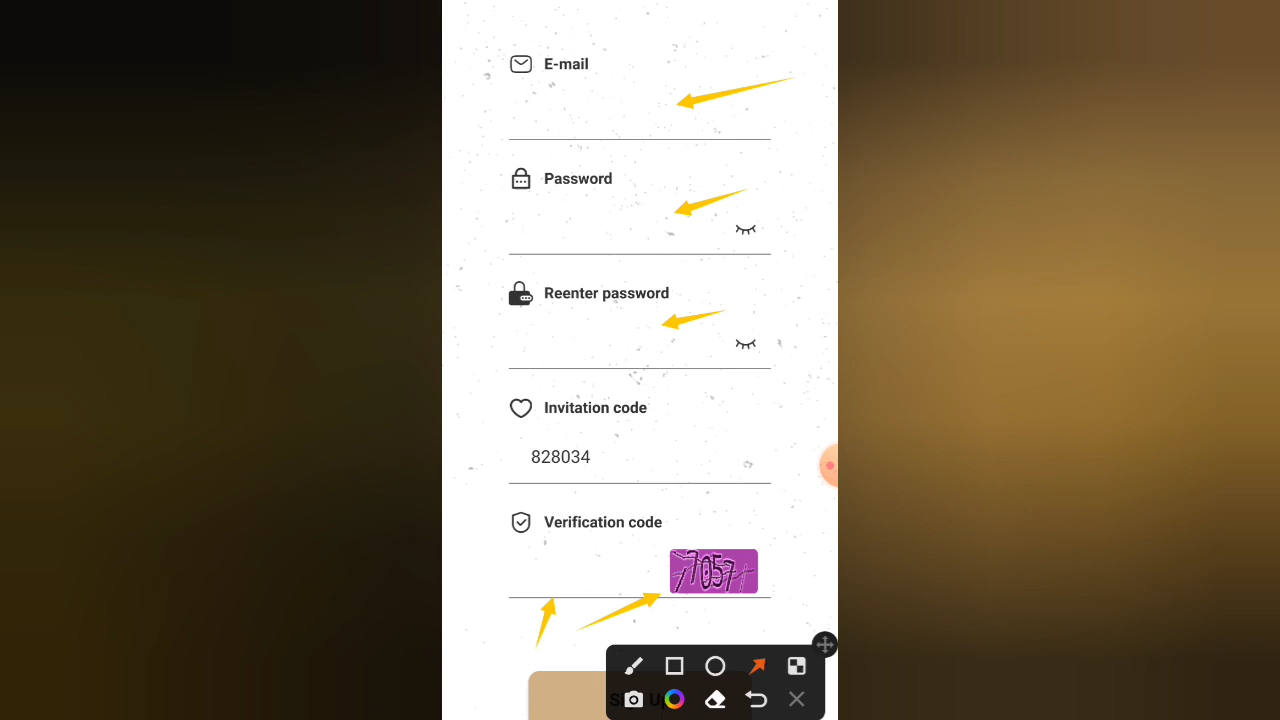 E-mail
Password
Reenter password
Invitation code
828034
Verification code
7057